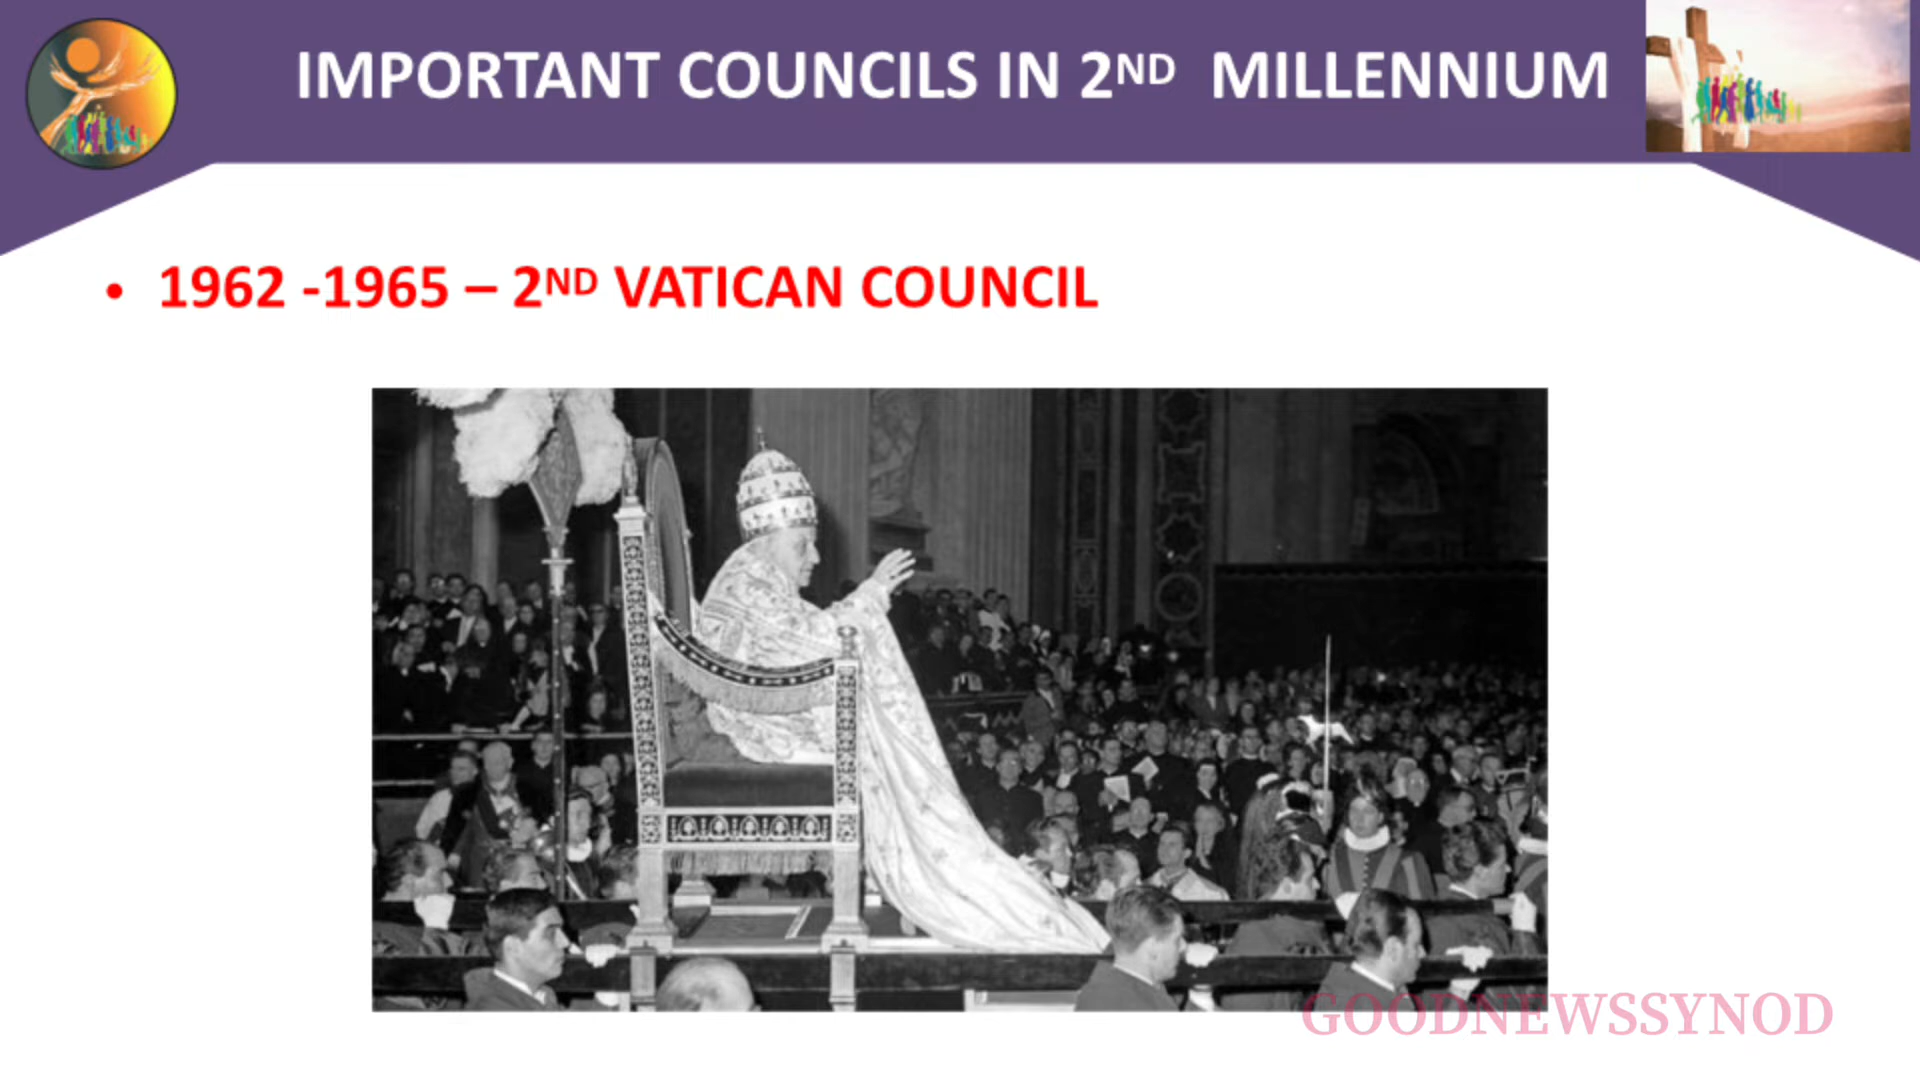 IMPORTANT COUNCILS IN 2ND MILLENNIUM
• 1962 -1965 – 2ND VATICAN COUNCIL
GOODNEWSSYNOD